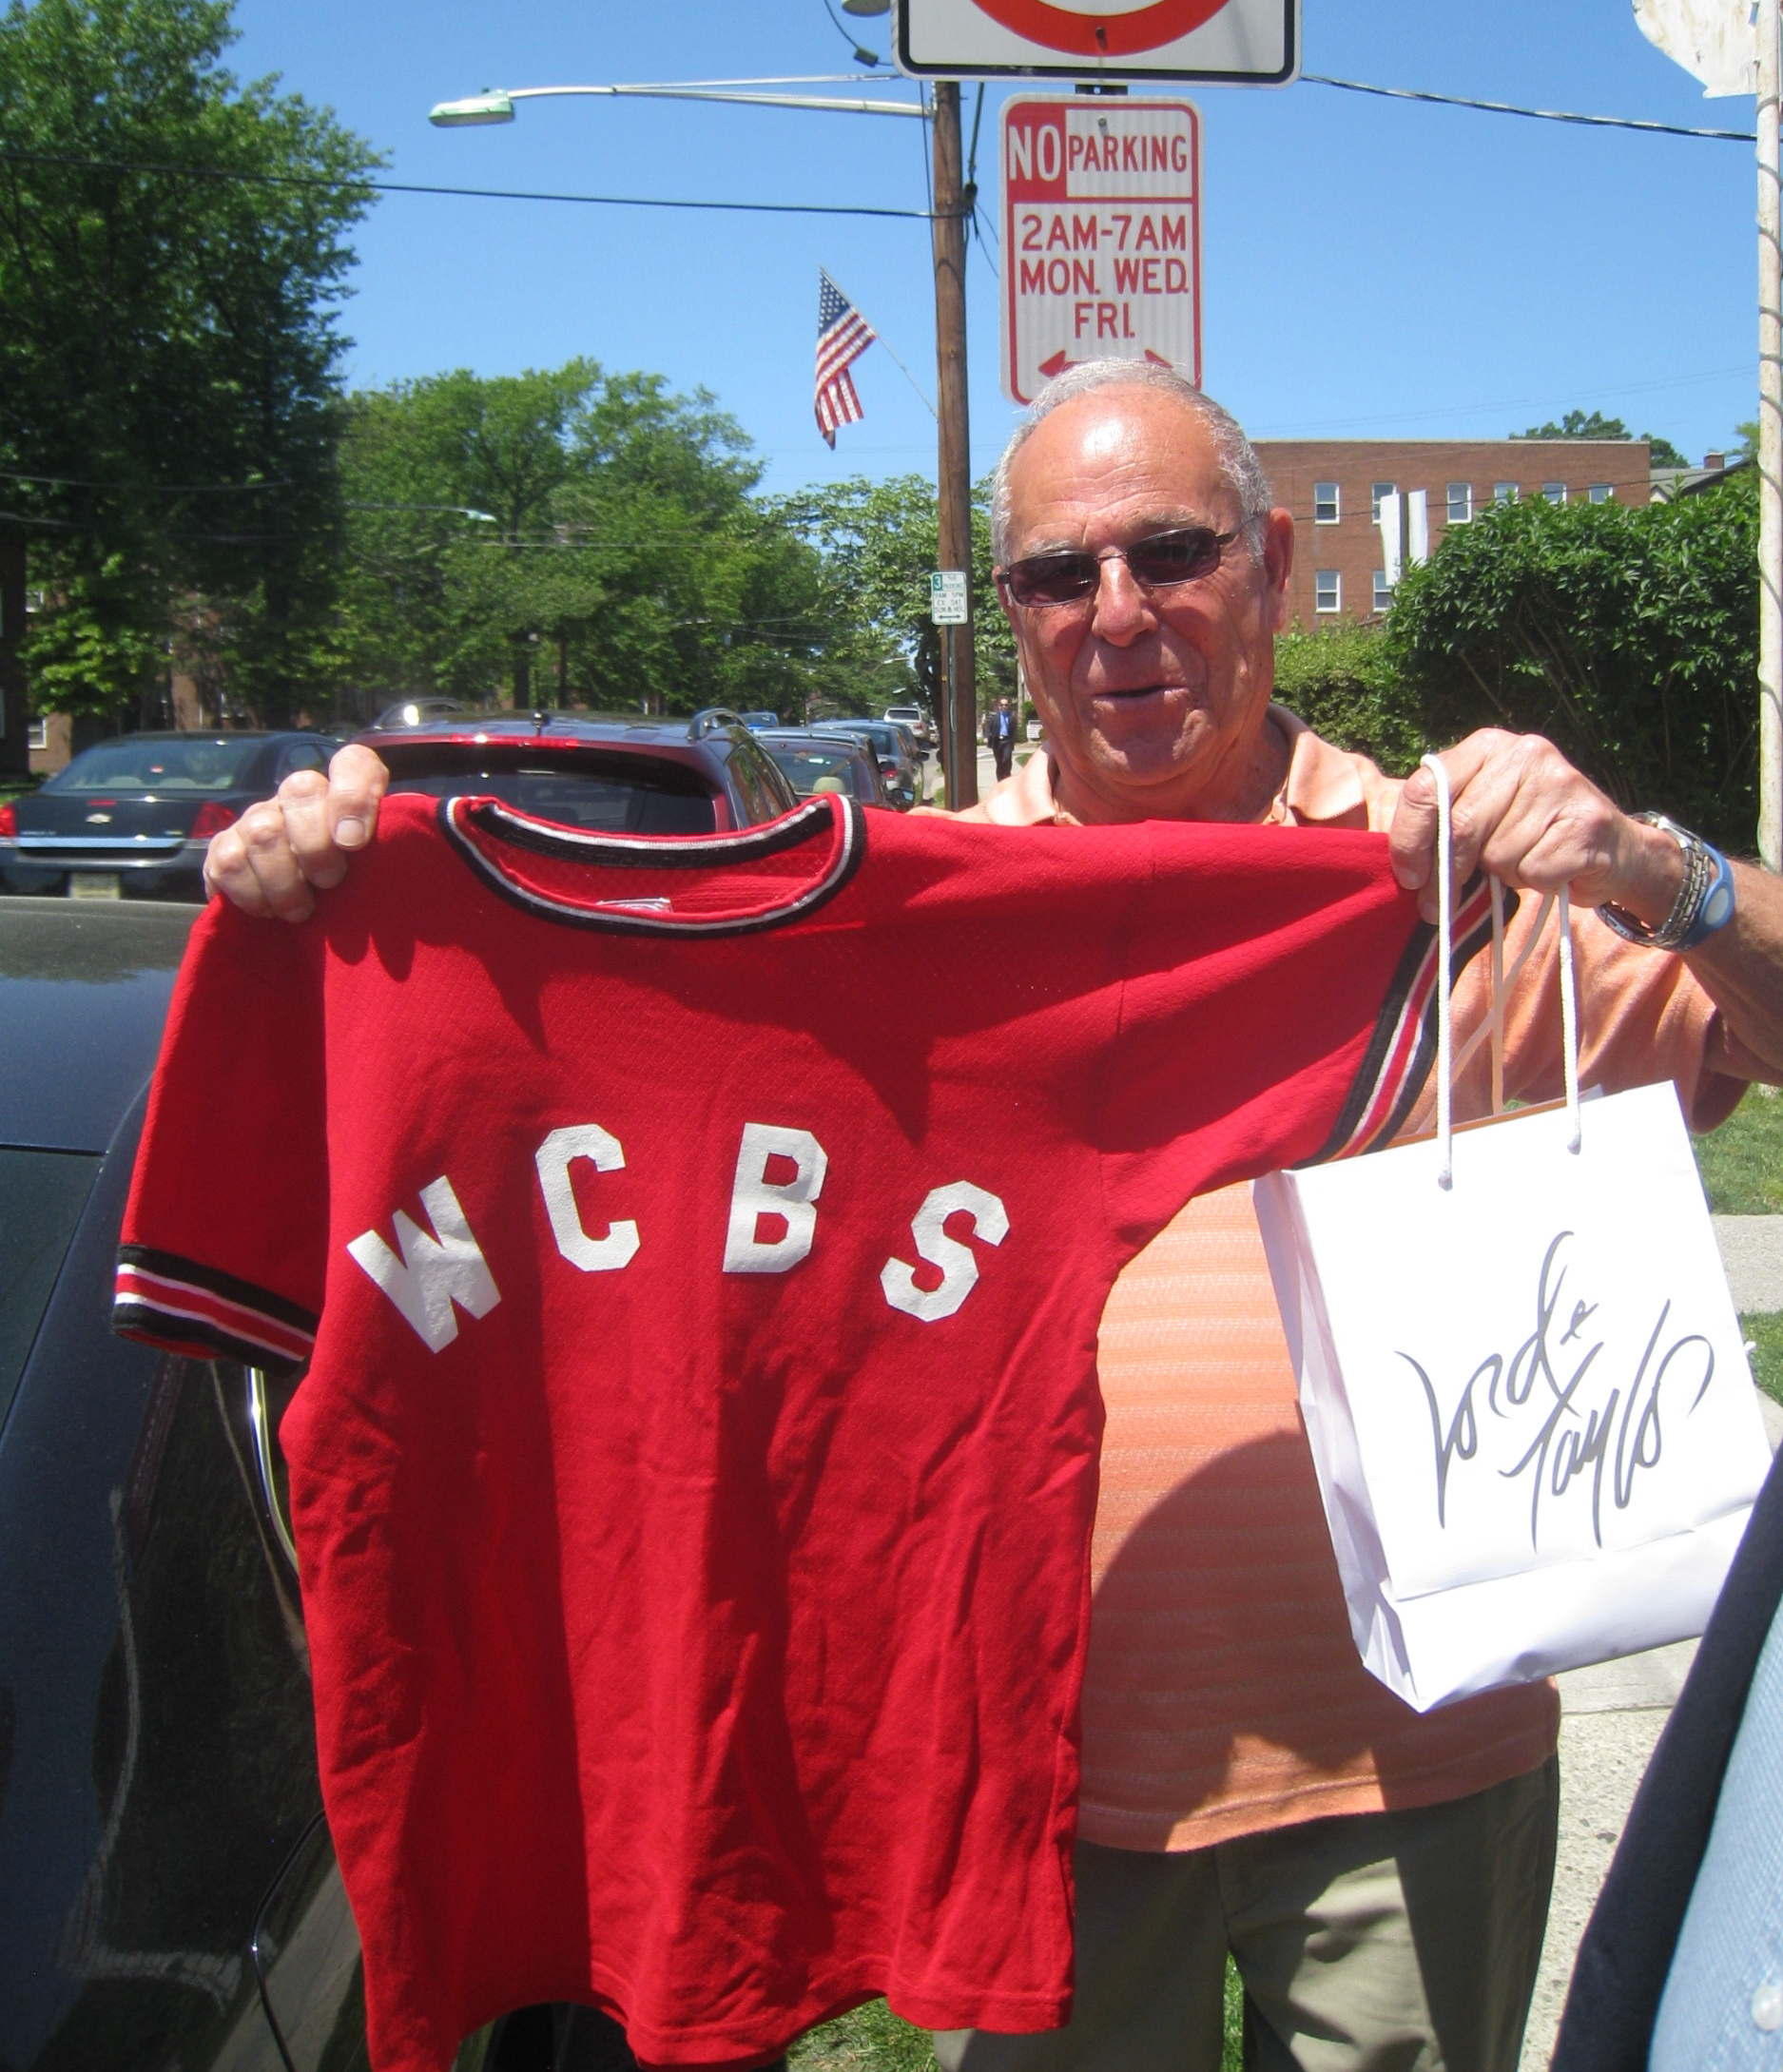 NO PARKING
2AM-7AM
MON. WED.
FRI.
WCBS
Lord &
Taylor